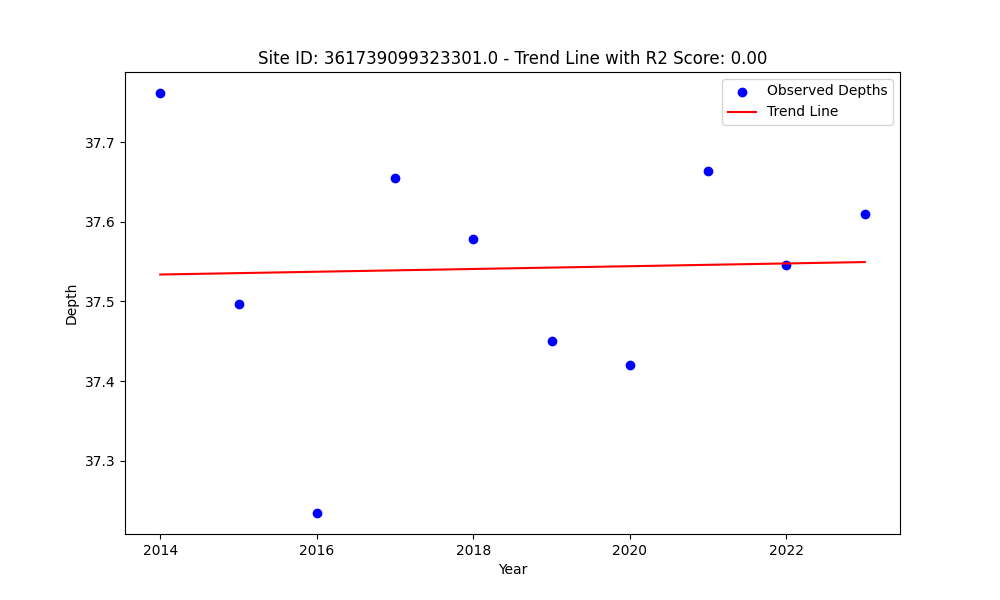 Site ID: 361739099323301.0 - Trend Line with R2 Score: 0.00
Observed Depths
Trend Line
37.7
37.6
37.5
37.4
37.3
Depth
2014
2016
2018
2020
2022
Year